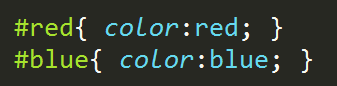 #red{ color:red; }
#blue{ color:blue; }